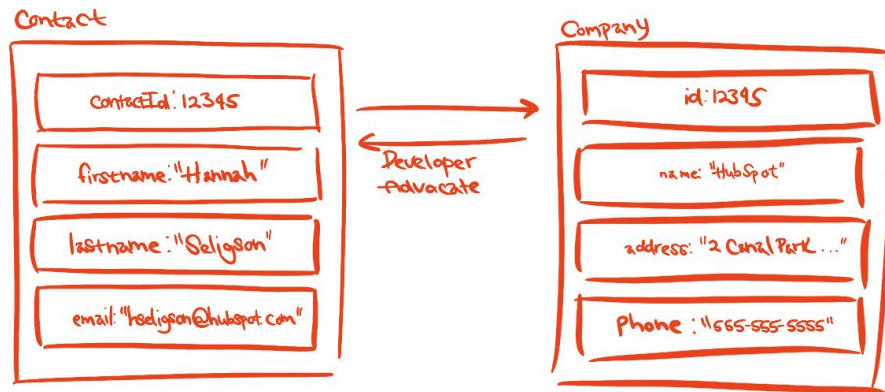 Contact
contactId: 12345
firstname: "Hannah"
lastname: "Seligson"
email: "hseligson@hubspot.com"
Developer
Advocate
Company
id: 12345
name: "HubSpot"
address: "2 Canal Park ..."
phone: "555-555-5555"